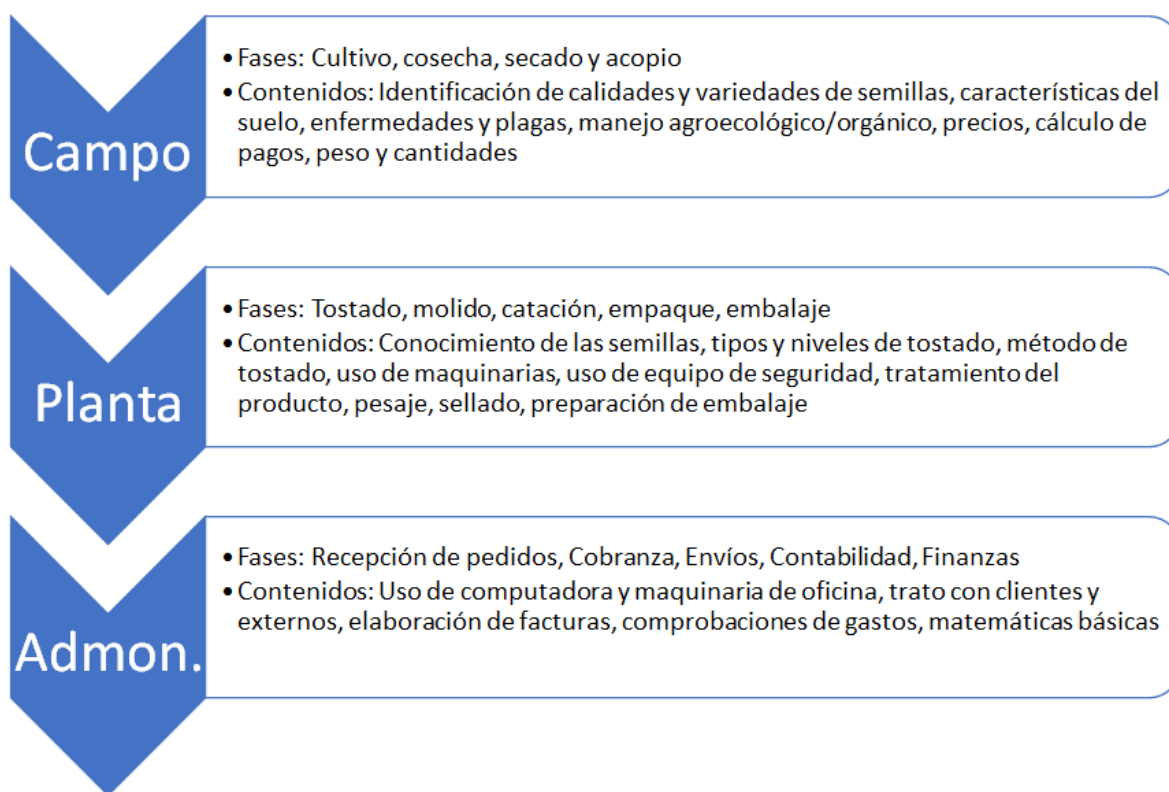 Campo
• Fases: Cultivo, cosecha, secado y acopio
• Contenidos: Identificación de calidades y variedades de semillas, características del
suelo, enfermedades y plagas, manejo agroecológico/orgánico, precios, cálculo de
pagos, peso y cantidades
Planta
• Fases: Tostado, molido, catación, empaque, embalaje
• Contenidos: Conocimiento de las semillas, tipos y niveles de tostado, método de
tostado, uso de maquinarias, uso de equipo de seguridad, tratamiento del
producto, pesaje, sellado, preparación de embalaje
Admon.
• Fases: Recepción de pedidos, Cobranza, Envíos, Contabilidad, Finanzas
• Contenidos: Uso de computadora y maquinaria de oficina, trato con clientes y
externos, elaboración de facturas, comprobaciones de gastos, matemáticas básicas